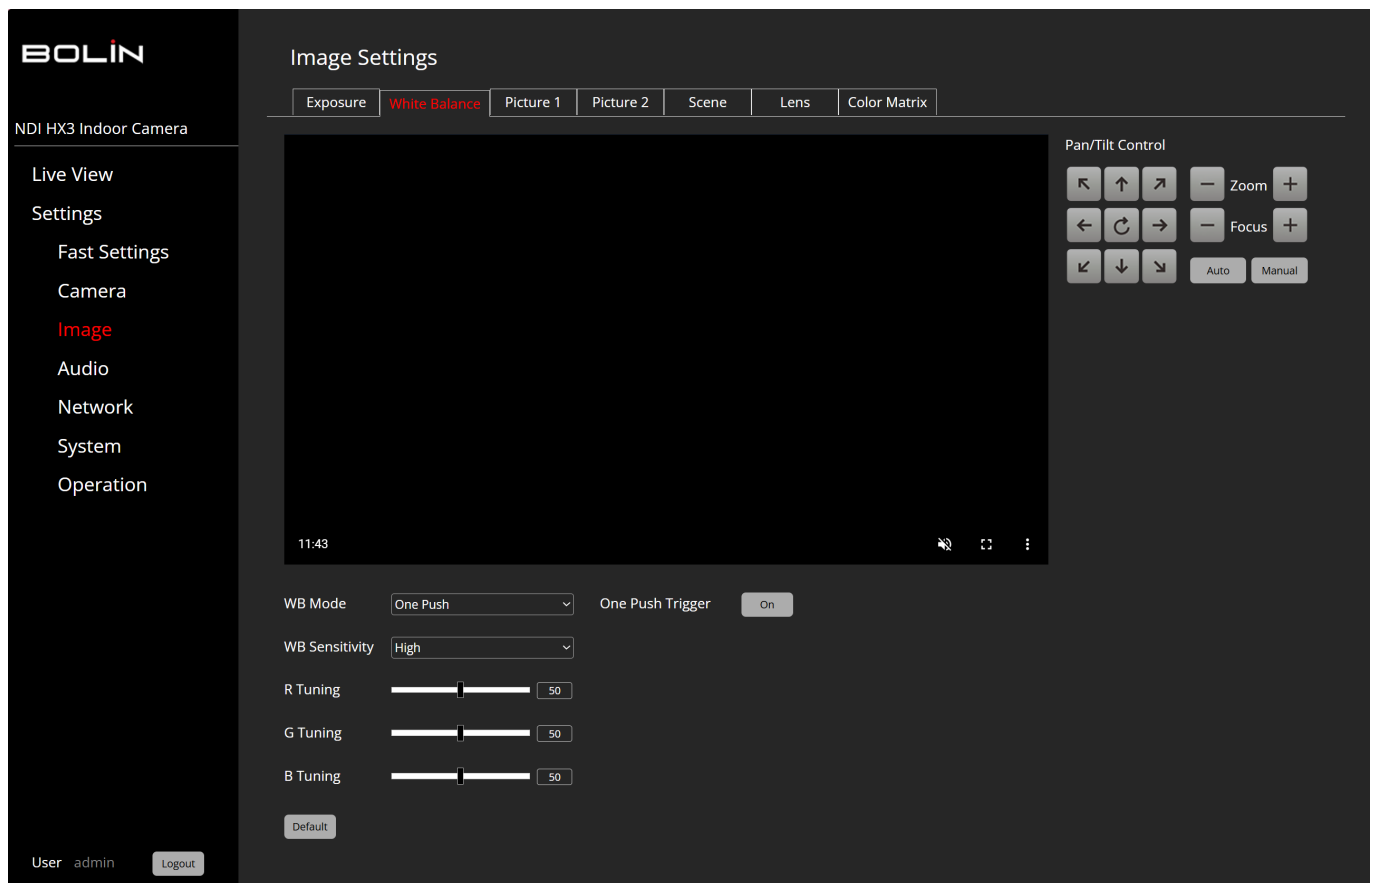 BOLIN
NDI HX3 Indoor Camera
Live View
Settings
Fast Settings
Camera
Image
Audio
Network
System
Operation
User admin Logout
Image Settings
Exposure White Balance Picture 1 Picture 2 Scene Lens Color Matrix
11:43
Pan/Tilt Control
Zoom
Focus
Auto Manual
WB Mode One Push One Push Trigger On
WB Sensitivity High
R Tuning 50
G Tuning 50
B Tuning 50
Default